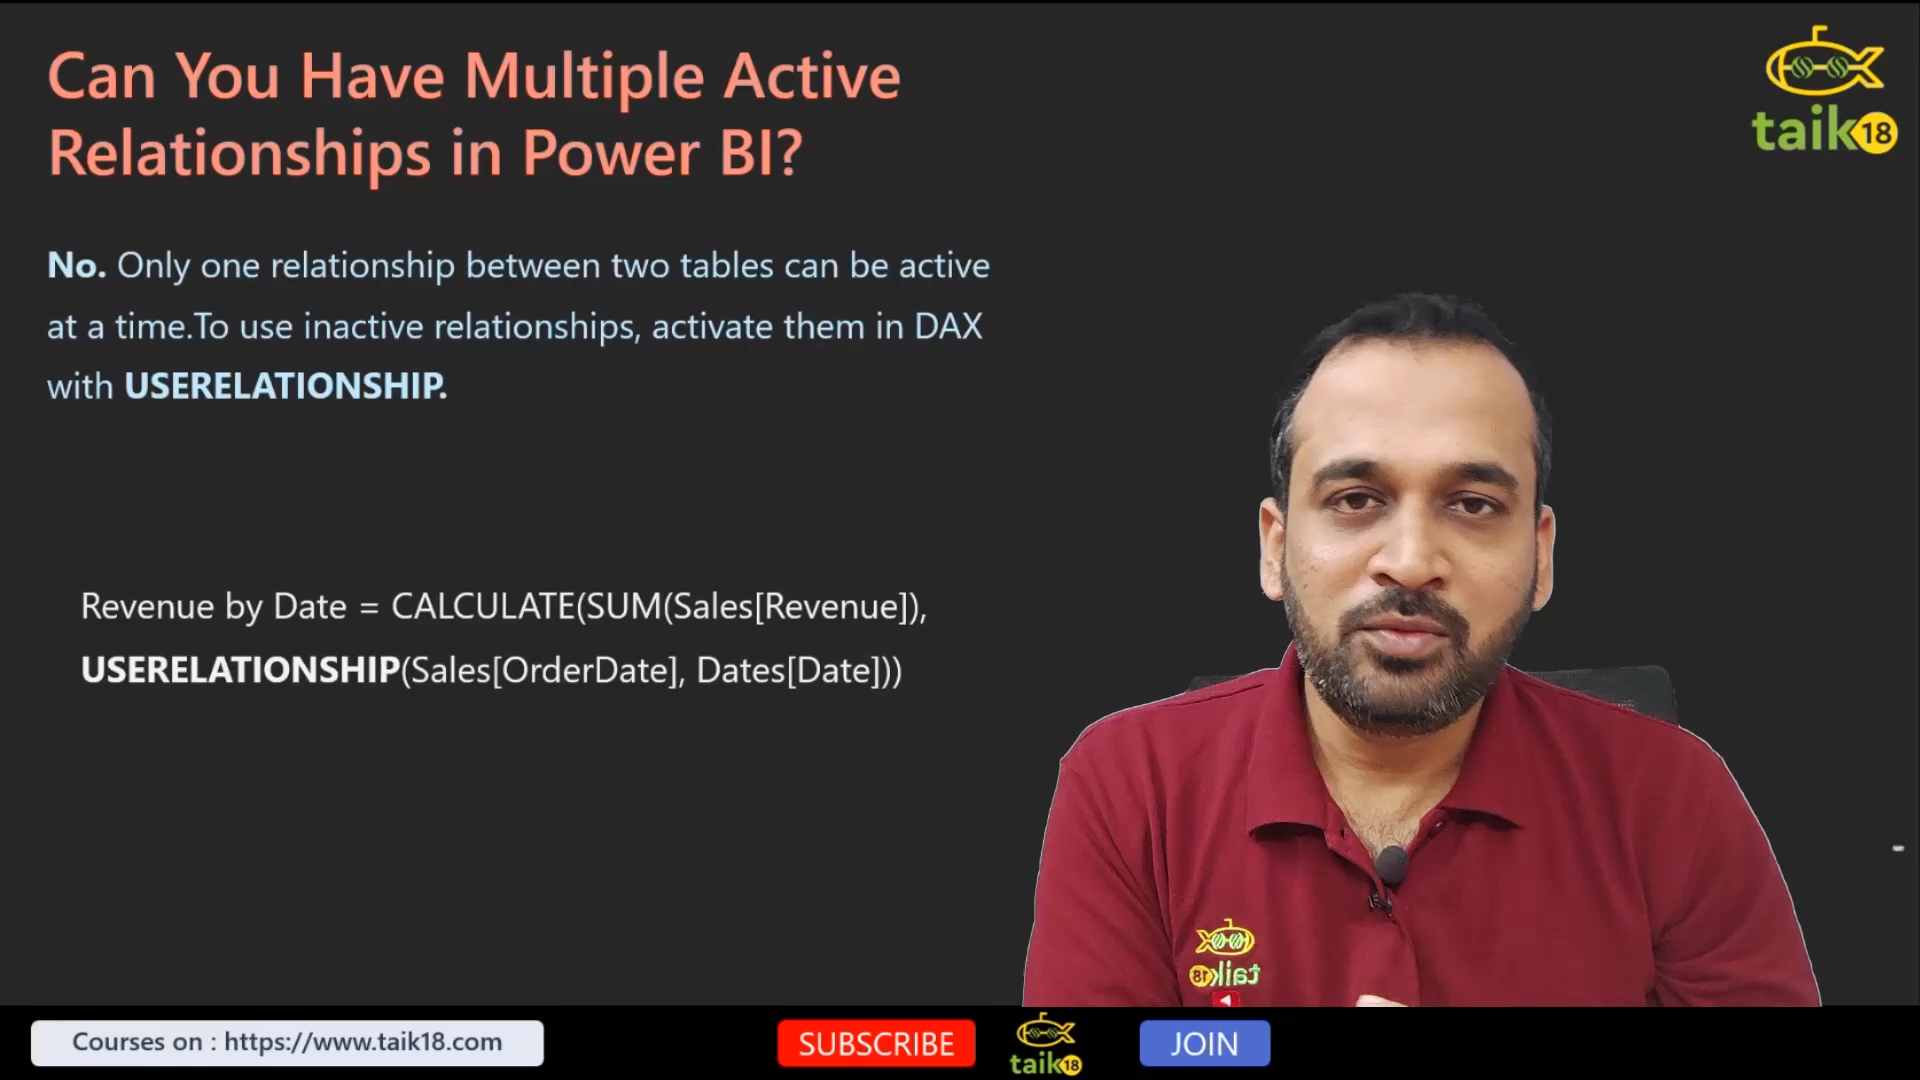 Can You Have Multiple Active
Relationships in Power BI?
taik18
No. Only one relationship between two tables can be active
at a time.To use inactive relationships, activate them in DAX
with USERELATIONSHIP.
Revenue by Date = CALCULATE(SUM(Sales[Revenue]),
USERELATIONSHIP(Sales[OrderDate], Dates[Date]))
taik18
Courses on : https://www.taik18.com
SUBSCRIBE
taik18
JOIN